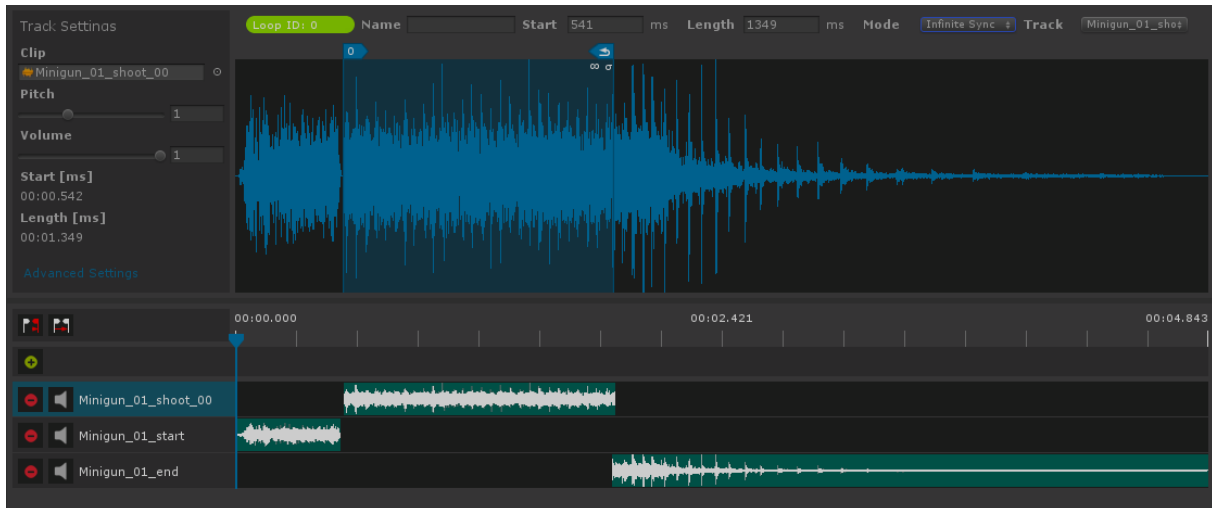 Track Settings
Loop ID: 0 Name Start 541 ms Length 1349 ms Mode Infinite Sync Track Minigun_01_sho
Clip
0
Minigun_01_shoot_00
∞ σ
Pitch
1
Volume
1
Start [ms]
00:00.542
Length [ms]
00:01.349
Advanced Settings
00:00.000 00:02.421 00:04.843
Minigun_01_shoot_00
Minigun_01_start
Minigun_01_end